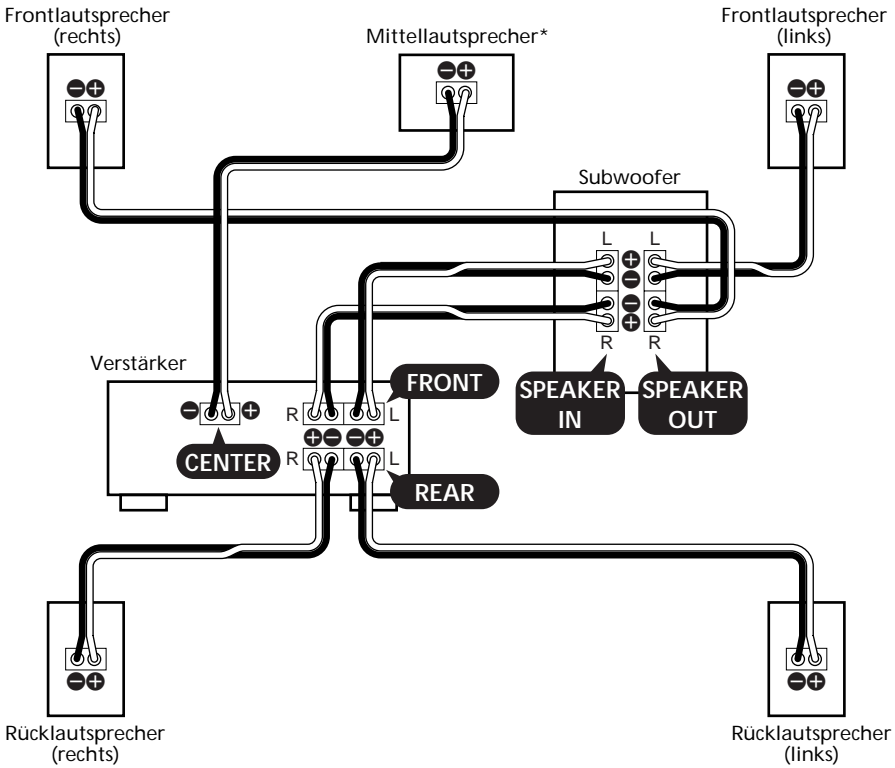 Frontlautsprecher
(rechts)
Mittellautsprecher*
Frontlautsprecher
(links)
Subwoofer
L L
R R
SPEAKER
IN
SPEAKER
OUT
Verstärker
FRONT
R L
CENTER
R L
REAR
Rücklautsprecher
(rechts)
Rücklautsprecher
(links)